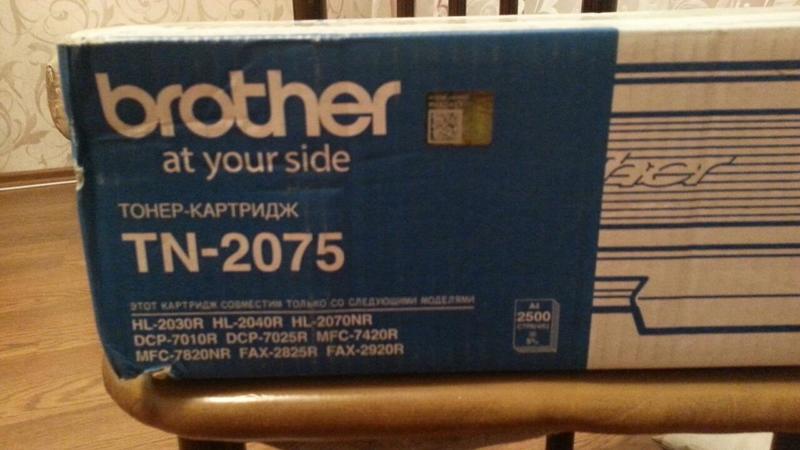 brother
at your side
ТОНЕР-КАРТРИДЖ
TN-2075
ЭТОТ КАРТРИДЖ СОВМЕСТИМ ТОЛЬКО СО СЛЕДУЮЩИМИ МОДЕЛЯМИ
HL-2030R HL-2040R HL-2070NR
DCP-7010R DCP-7025R MFC-7420R
MFC-7820NR FAX-2825R FAX-2920R
A4
2500
5%